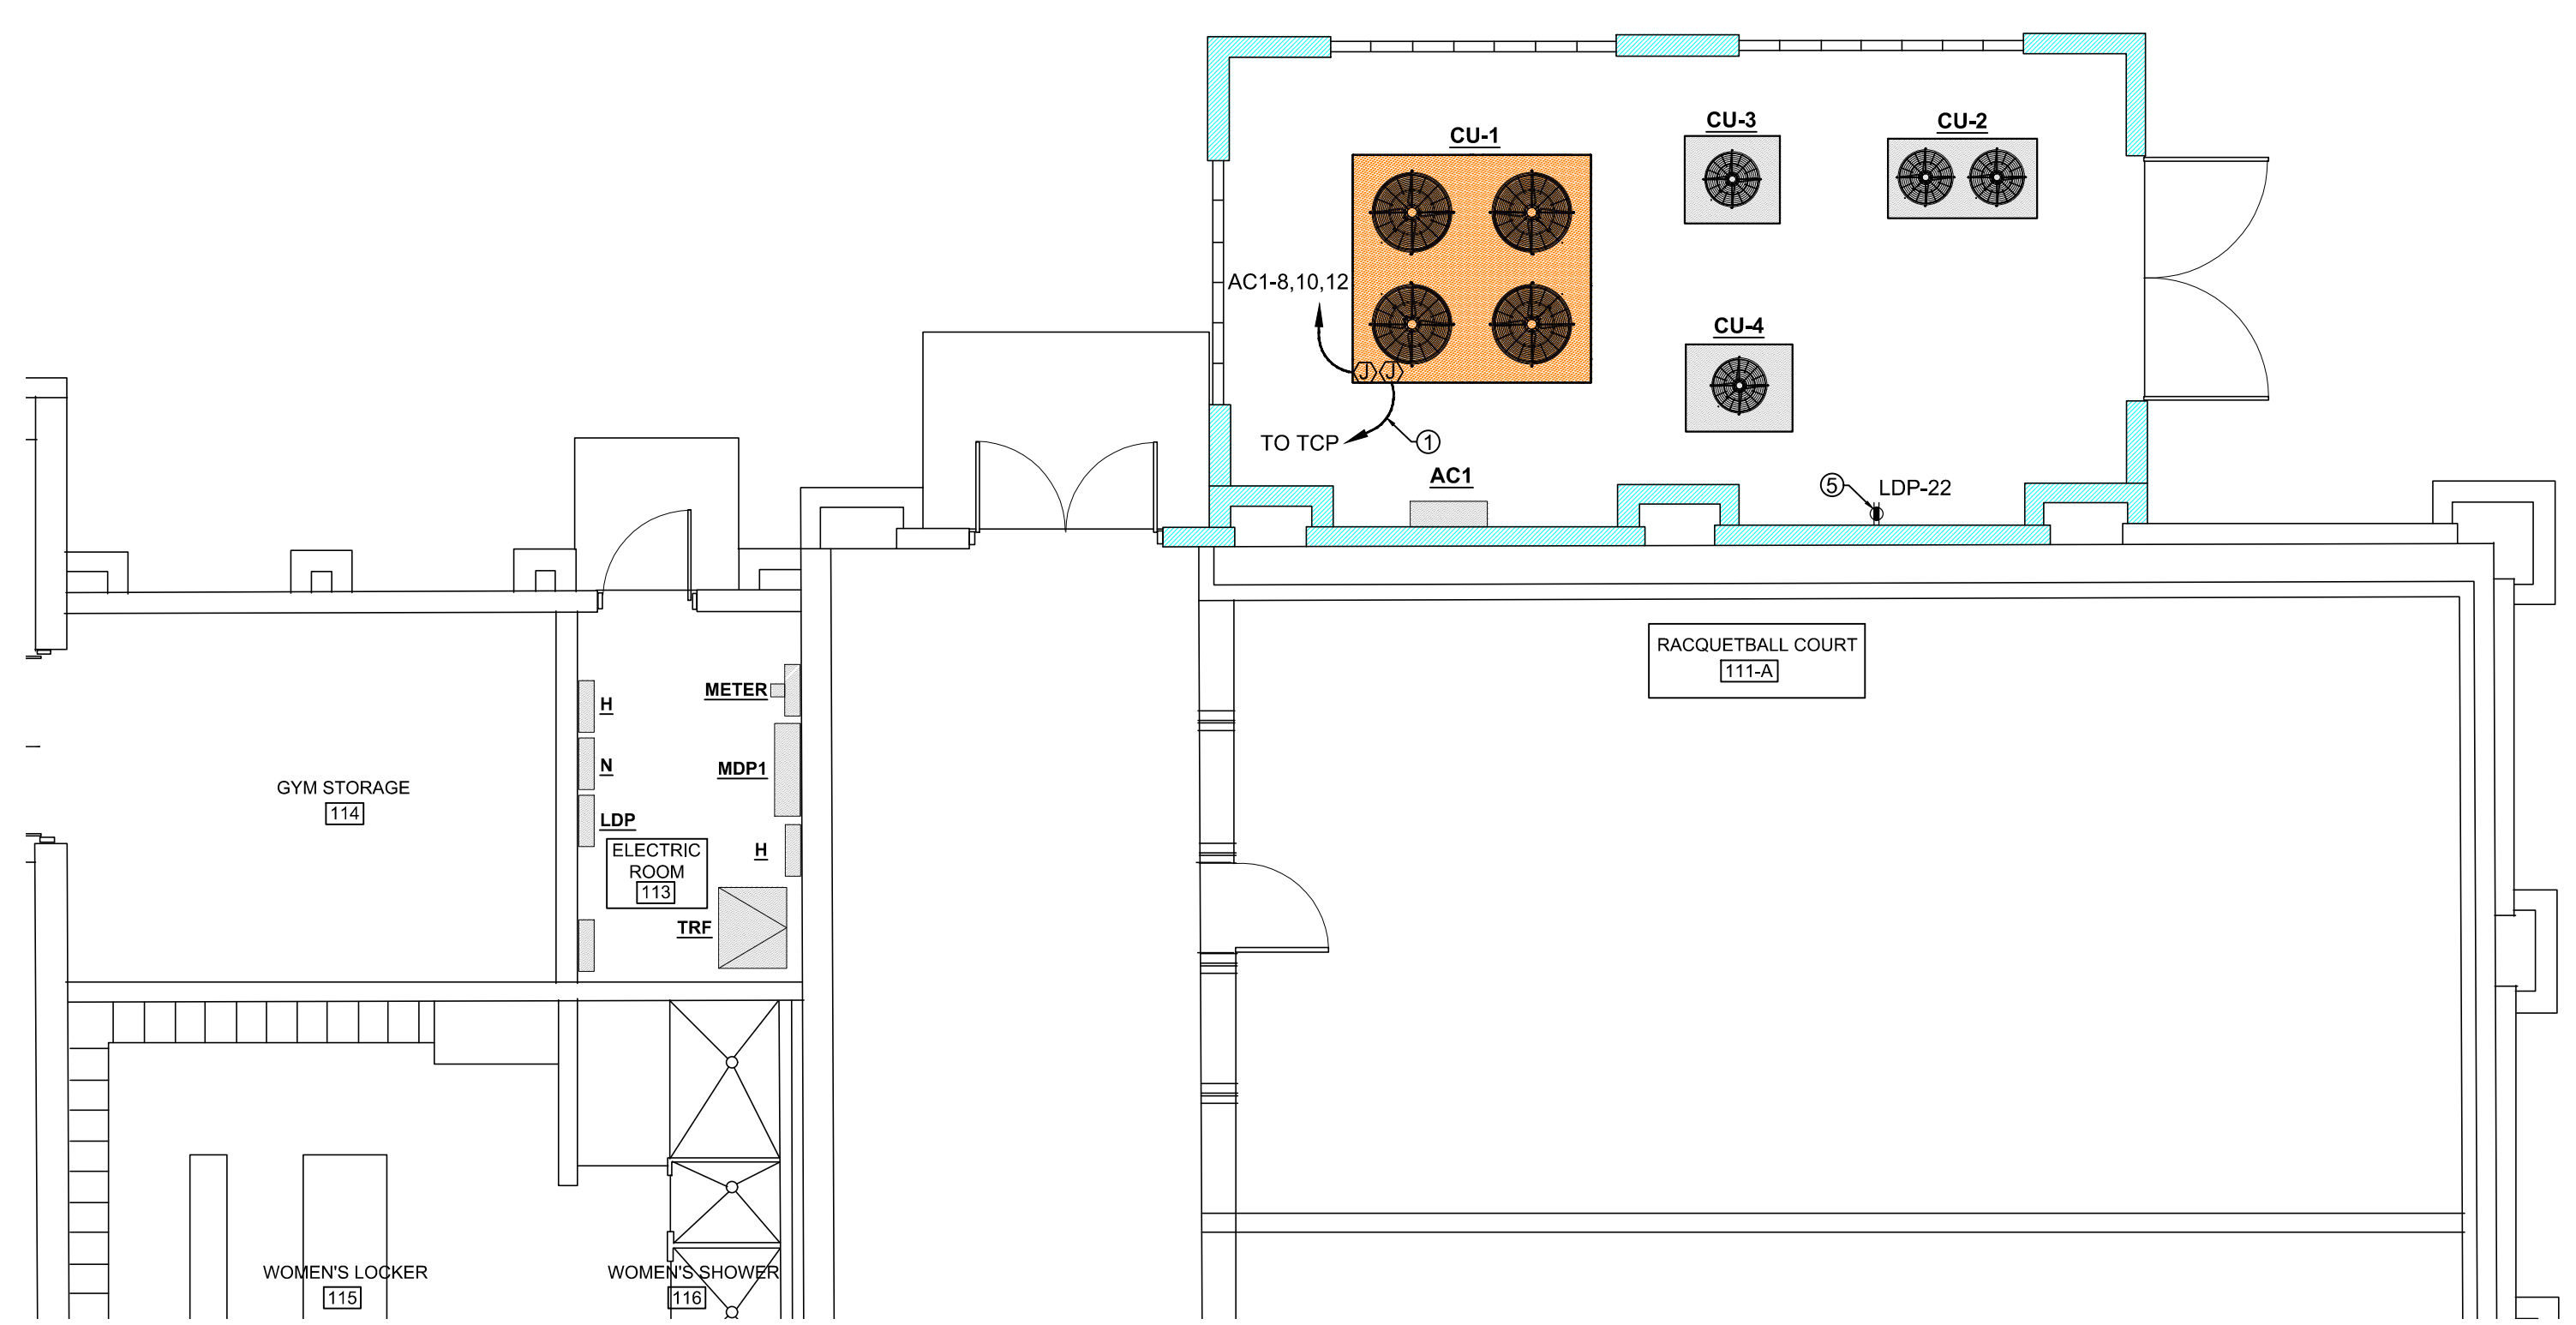 CU-1
CU-3
CU-2
AC1-8,10,12
CU-4
J
J
TO TCP
1
AC1
5
LDP-22
RACQUETBALL COURT
111-A
H
METER
N
MDP1
GYM STORAGE
114
LDP
ELECTRIC
ROOM
113
H
TRF
WOMEN'S LOCKER
115
WOMEN'S SHOWER
116